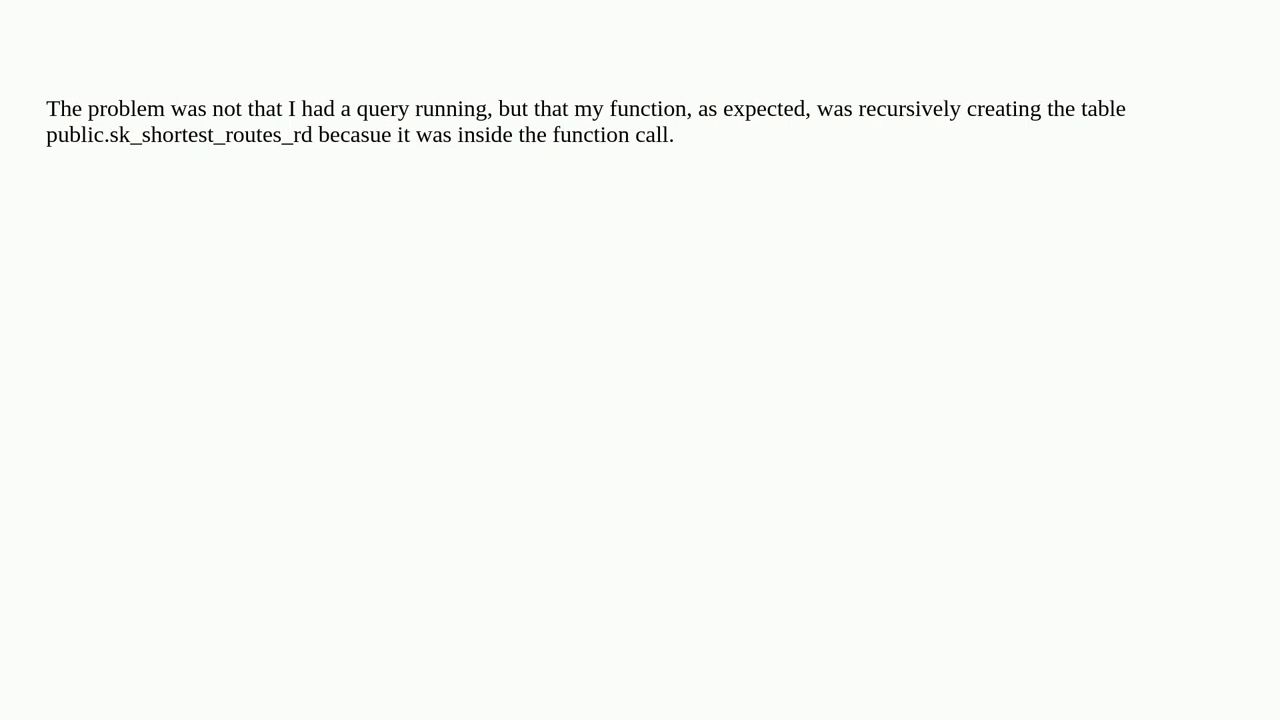 The problem was not that I had a query running, but that my function, as expected, was recursively creating the table
public.sk_shortest_routes_rd becasue it was inside the function call.